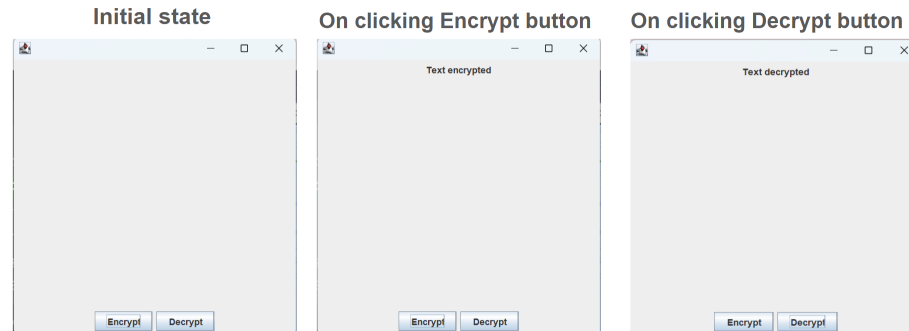 Initial state
On clicking Encrypt button
On clicking Decrypt button
Text encrypted
Text decrypted
Encrypt Decrypt
Encrypt Decrypt
Encrypt Decrypt